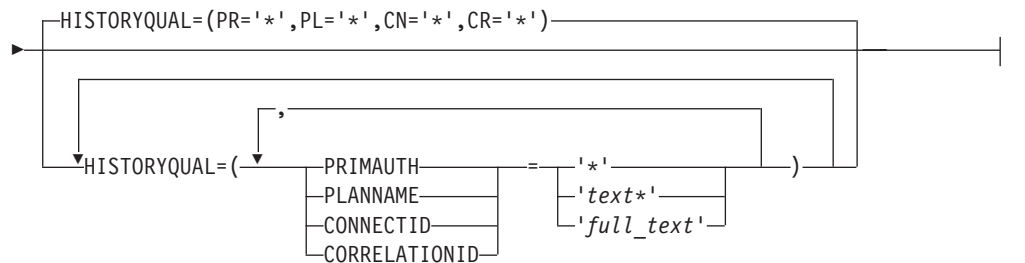 HISTORYQUAL=(PR='*',PL='*',CN='*',CR='*')
,
HISTORYQUAL=( PRIMAUTH = '*' )
PLANNAME 'text*'
CONNECTID 'full_text'
CORRELATIONID